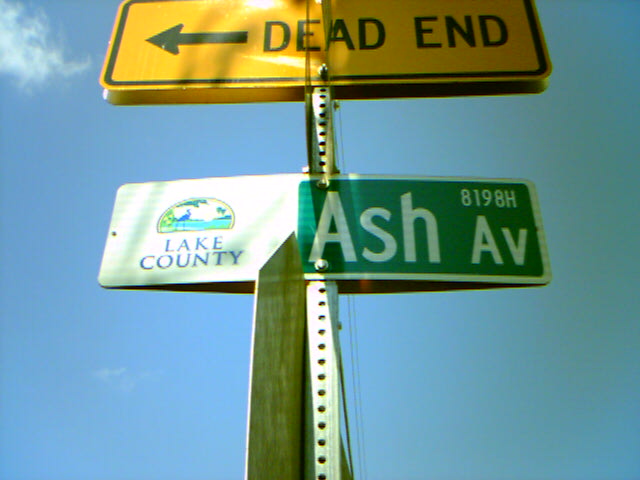 DEAD END
LAKE
COUNTY
8198H
Ash Av